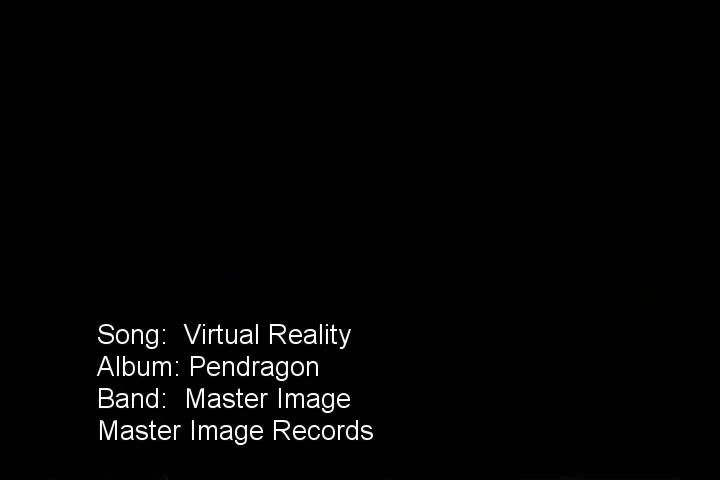 Song:  Virtual Reality
Album: Pendragon
Band:  Master Image
Master Image Records